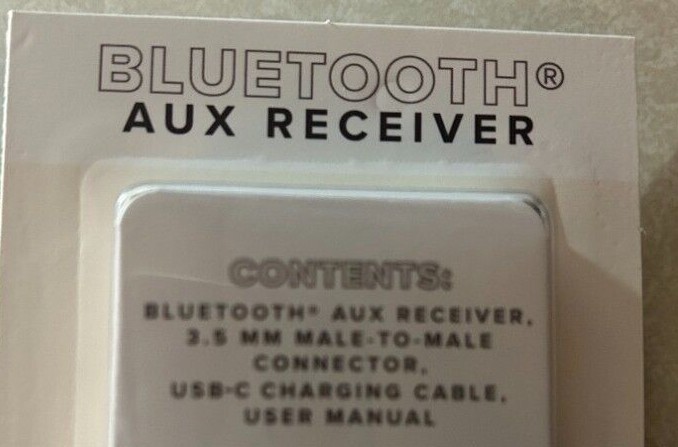 BLUETOOTH®
AUX RECEIVER
CONTENTS:
BLUETOOTH® AUX RECEIVER,
3.5 MM MALE-TO-MALE
CONNECTOR,
USB-C CHARGING CABLE,
USER MANUAL